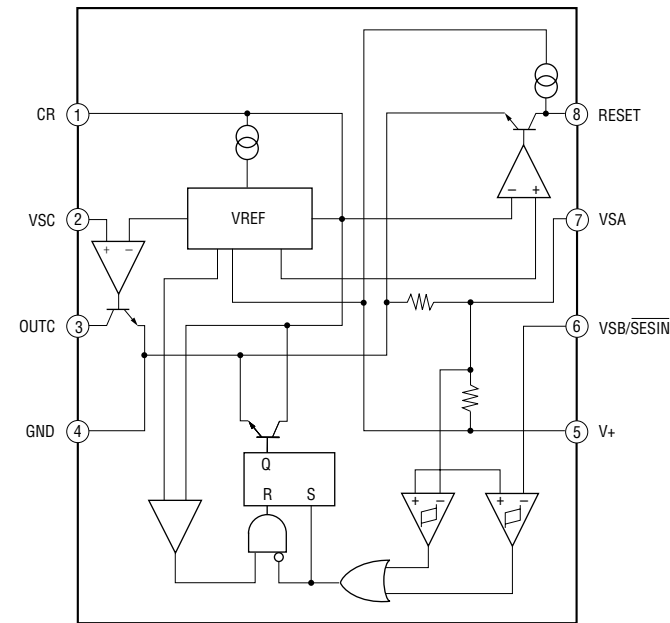 CR 1
8 RESET
VREF
VSC 2
7 VSA
+ −
− +
OUTC 3
6 VSB/SESIN
GND 4
5 V+
Q
R S
+ −
+ −